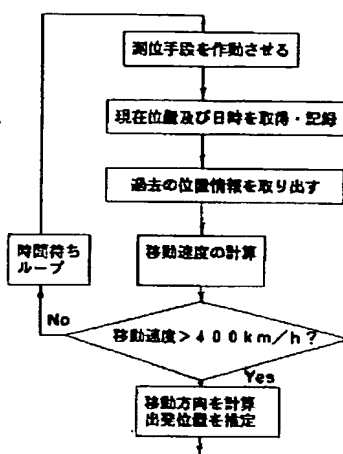 測位手段を作動させる
現在位置及び日時を取得・記録
過去の位置情報を取り出す
時間待ち
ループ
移動速度の計算
No
移動速度>400km/h?
Yes
移動方向を計算
出発位置を推定